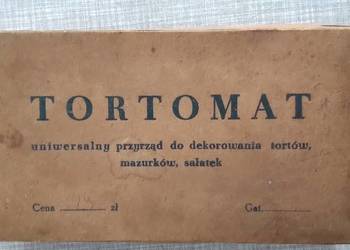 TORTOMAT
uniwersalny przyrząd do dekorowania tortów,
mazurków, sałatek
Cena zł Gat.